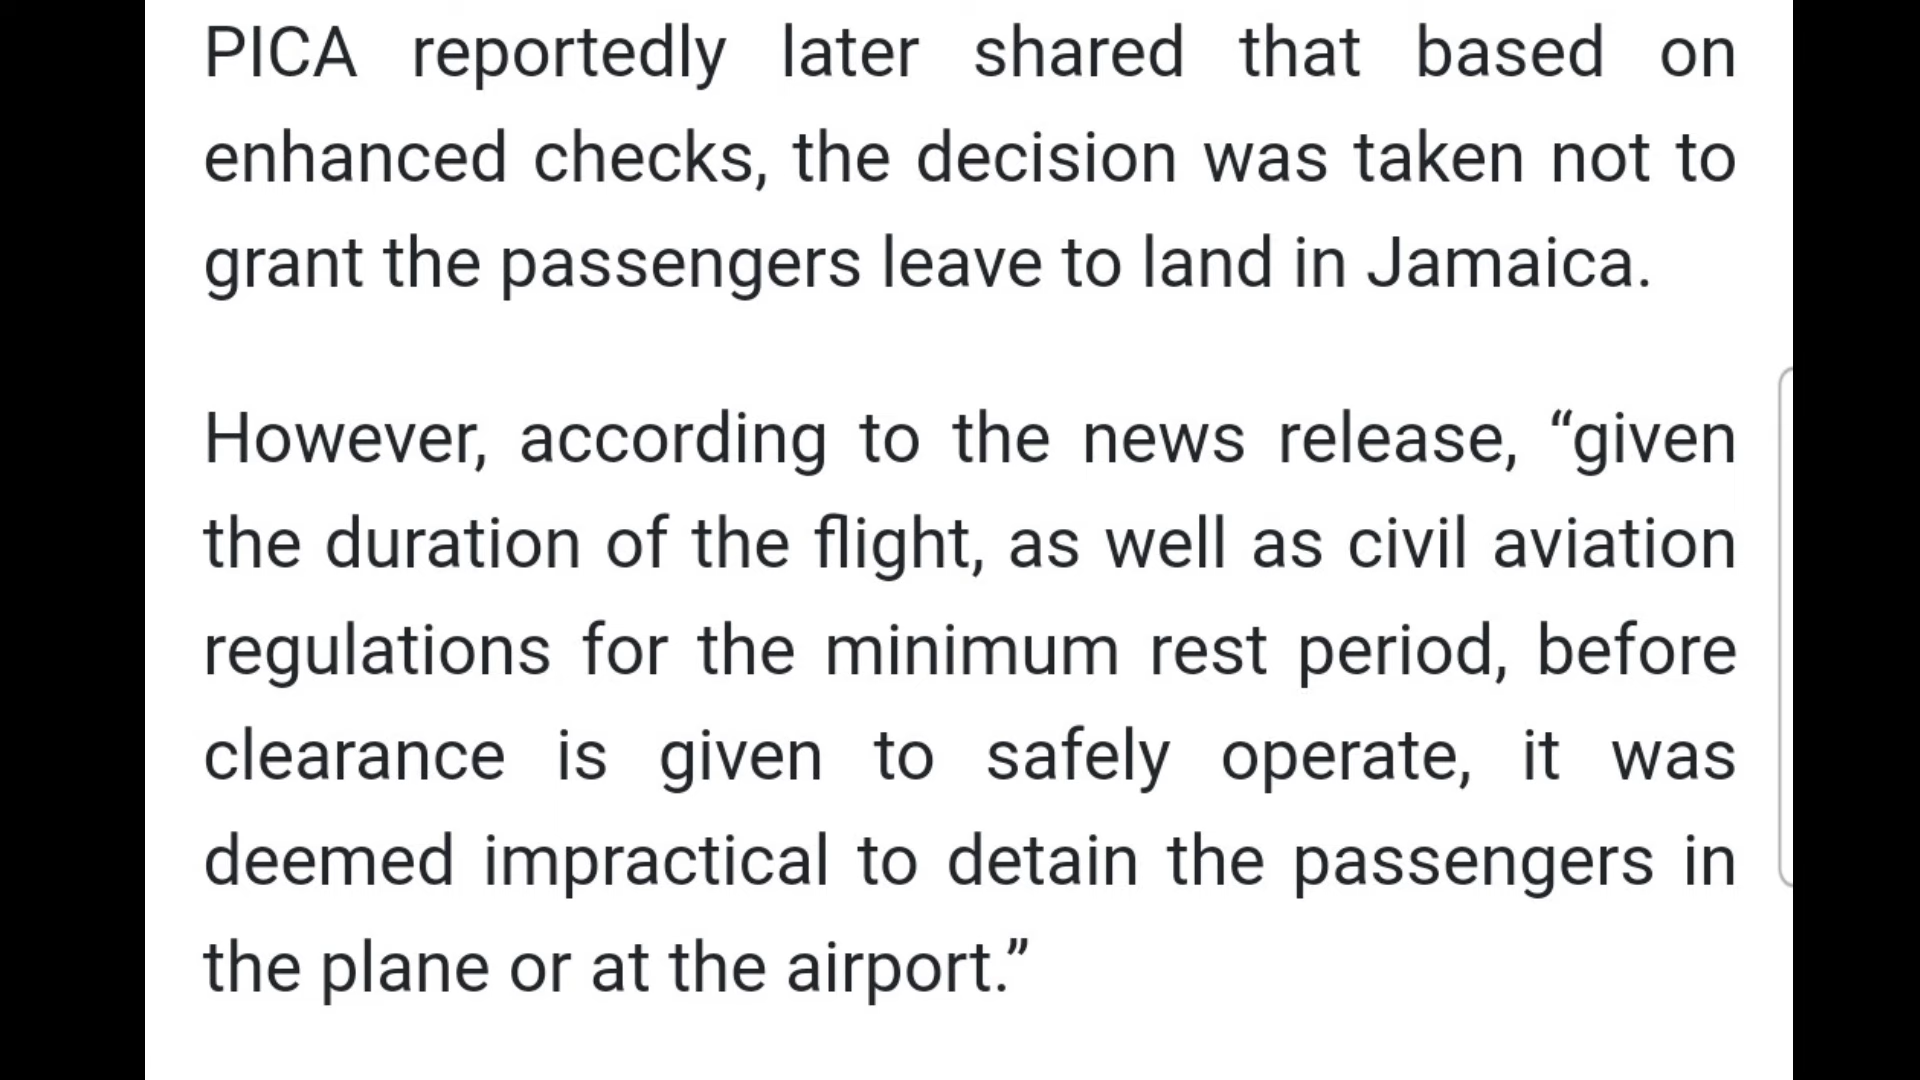 PICA reportedly later shared that based on
enhanced checks, the decision was taken not to
grant the passengers leave to land in Jamaica.
However, according to the news release, “given
the duration of the flight, as well as civil aviation
regulations for the minimum rest period, before
clearance is given to safely operate, it was
deemed impractical to detain the passengers in
the plane or at the airport.”